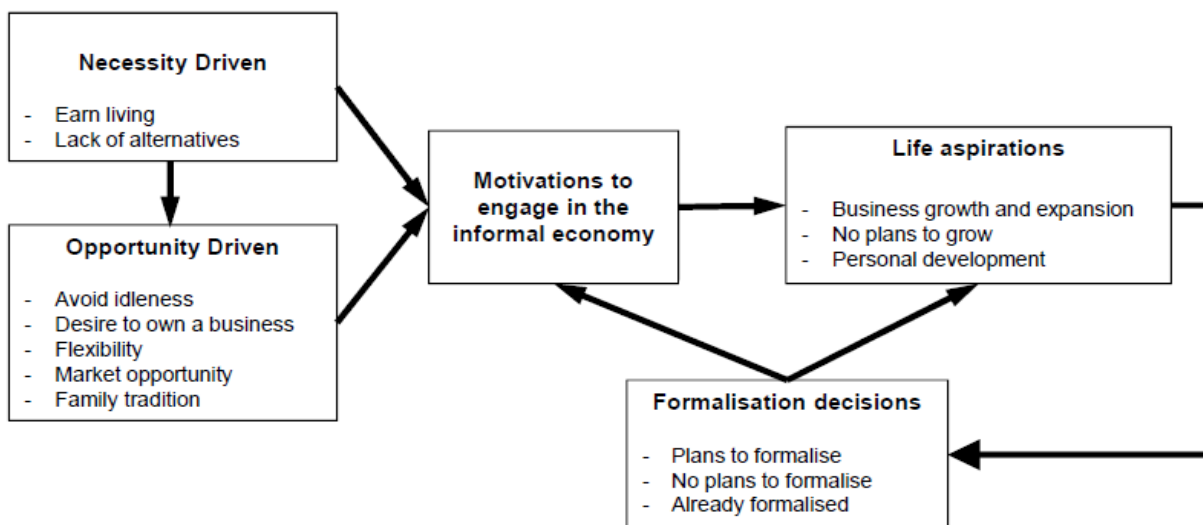 Necessity Driven
- Earn living
- Lack of alternatives
Opportunity Driven
- Avoid idleness
- Desire to own a business
- Flexibility
- Market opportunity
- Family tradition
Motivations to
engage in the
informal economy
Life aspirations
- Business growth and expansion
- No plans to grow
- Personal development
Formalisation decisions
- Plans to formalise
- No plans to formalise
- Already formalised